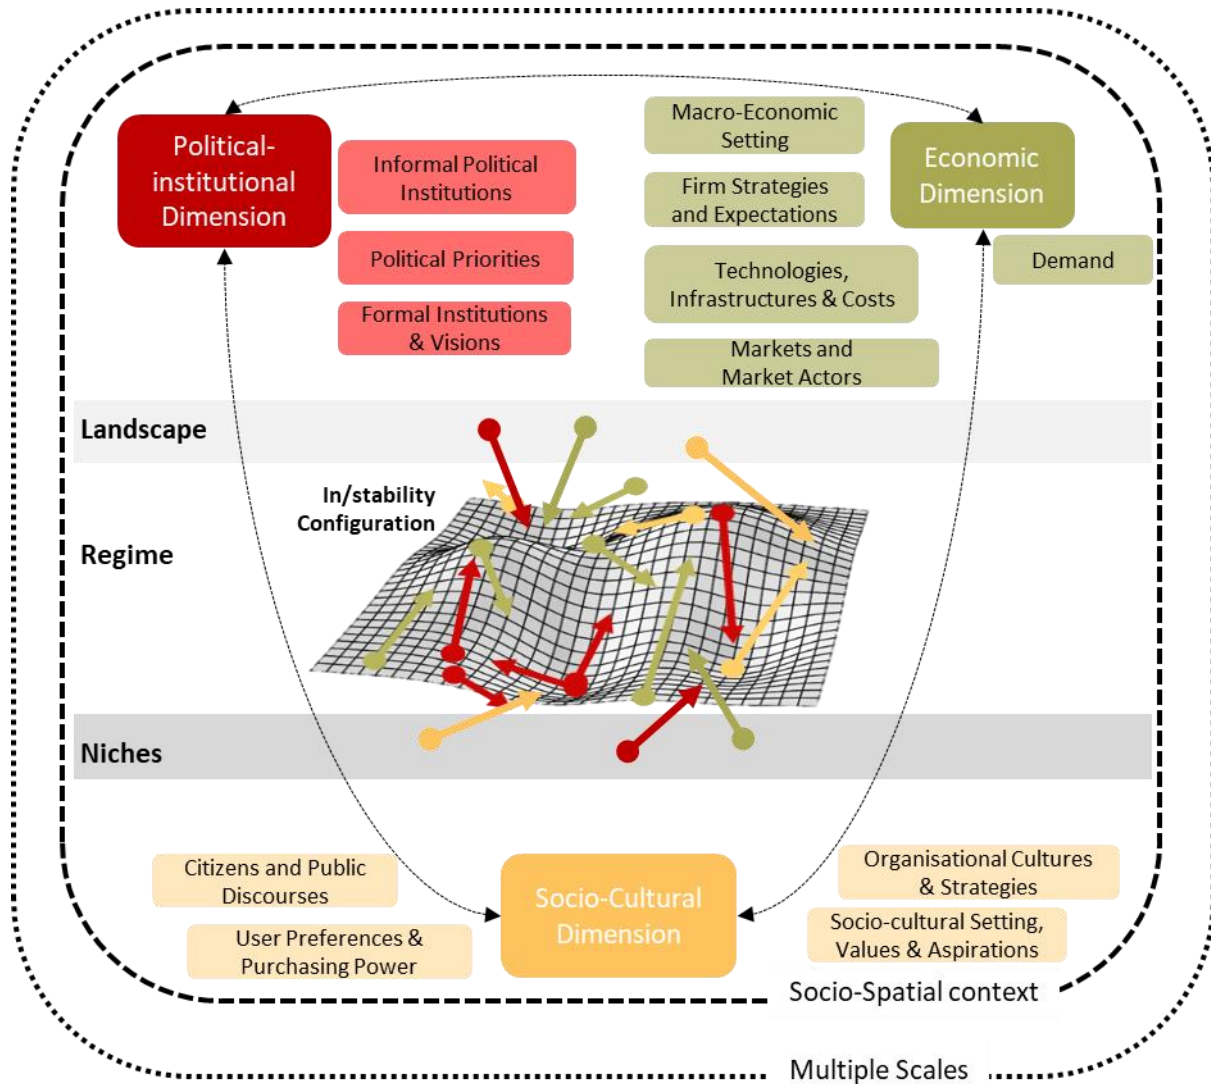 Political-
institutional
Dimension
Informal Political
Institutions
Political Priorities
Formal Institutions
& Visions
Macro-Economic
Setting
Firm Strategies
and Expectations
Technologies,
Infrastructures & Costs
Markets and
Market Actors
Economic
Dimension
Demand
Landscape
In/stability
Configuration
Regime
Niches
Citizens and Public
Discourses
User Preferences &
Purchasing Power
Socio-Cultural
Dimension
Organisational Cultures
& Strategies
Socio-cultural Setting,
Values & Aspirations
Socio-Spatial context
Multiple Scales